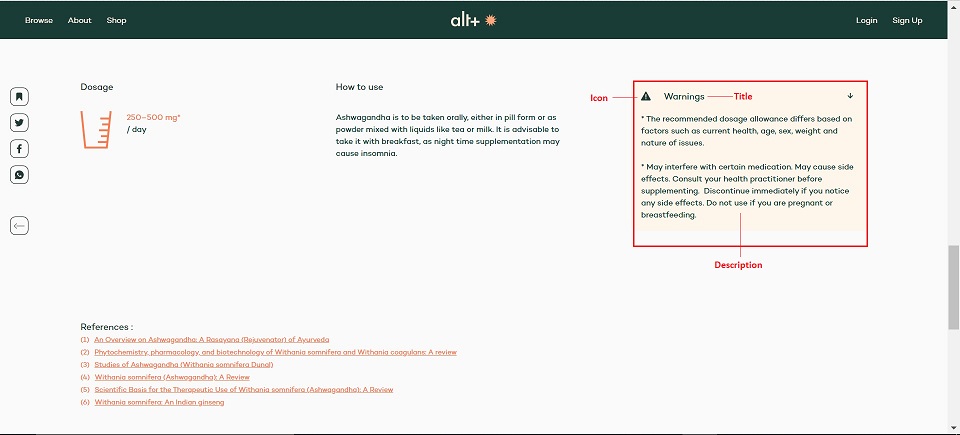 Browse About Shop
alt+
Login Sign Up
Dosage
250–500 mg*
/ day
How to use
Ashwagandha is to be taken orally, either in pill form or as
powder mixed with liquids like tea or milk. It is advisable to
take it with breakfast, as night time supplementation may
cause insomnia.
Icon
Warnings
Title
* The recommended dosage allowance differs based on
factors such as current health, age, sex, weight and
nature of issues.
* May interfere with certain medication. May cause side
effects. Consult your health practitioner before
supplementing. Discontinue immediately if you notice
any side effects. Do not use if you are pregnant or
breastfeeding.
Description
References :
(1) An Overview on Ashwagandha: A Rasayana (Rejuvenator) of Ayurveda
(2) Phytochemistry, pharmacology, and biotechnology of Withania somnifera and Withania coagulans: A review
(3) Studies of Ashwagandha (Withania somnifera Dunal)
(4) Withania somnifera (Ashwagandha): A Review
(5) Scientific Basis for the Therapeutic Use of Withania somnifera (Ashwagandha): A Review
(6) Withania somnifera: An Indian ginseng